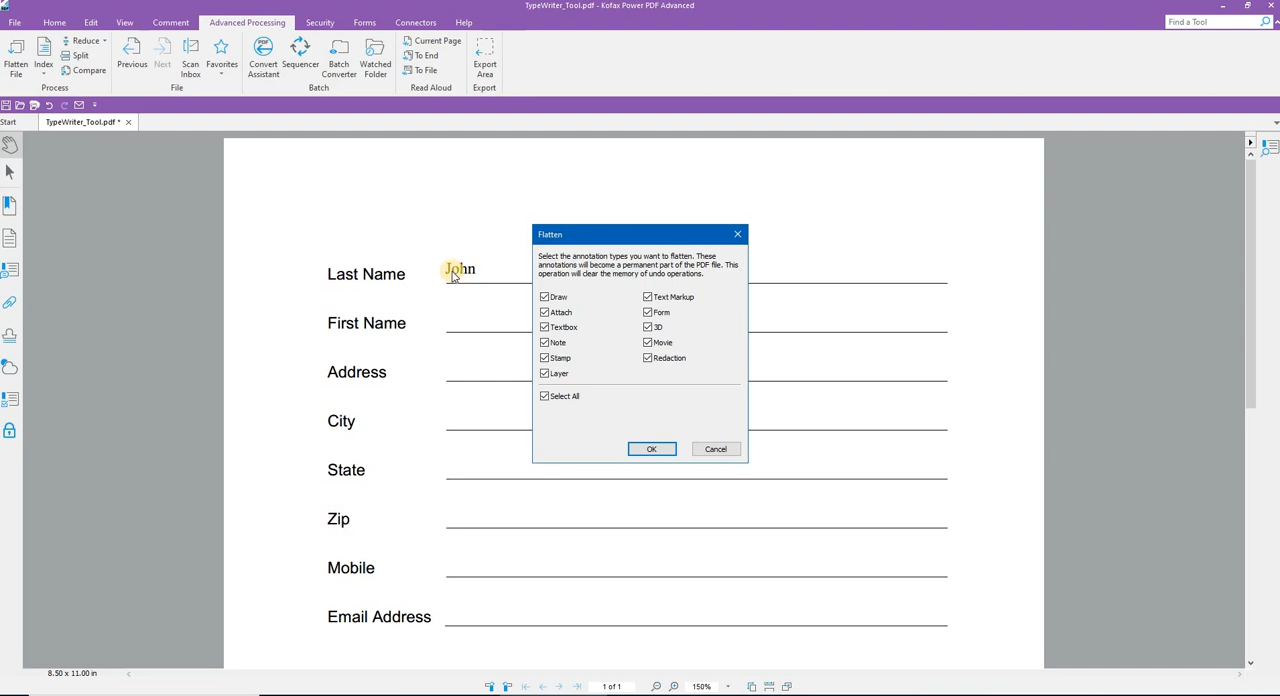 TypeWriter_Tool.pdf - Kofax Power PDF Advanced
File Home Edit View Comment Advanced Processing Security Forms Connectors Help
Find a Tool
Flatten File
Index
Reduce
Split
Compare
Process
Previous
Next
Scan Inbox
Favorites
File
Convert Assistant
Sequencer
Batch Converter
Watched Folder
Batch
Current Page
To End
To File
Read Aloud
Export Area
Export
Start
TypeWriter_Tool.pdf *
Last Name John
First Name
Address
City
State
Zip
Mobile
Email Address
Flatten
Select the annotation types you want to flatten. These
annotations will become a permanent part of the PDF file. This
operation will clear the memory of undo operations.
Draw Text Markup
Attach Form
Textbox 3D
Note Movie
Stamp Redaction
Layer
Select All
OK Cancel
8.50 x 11.00 in
1 of 1
150%